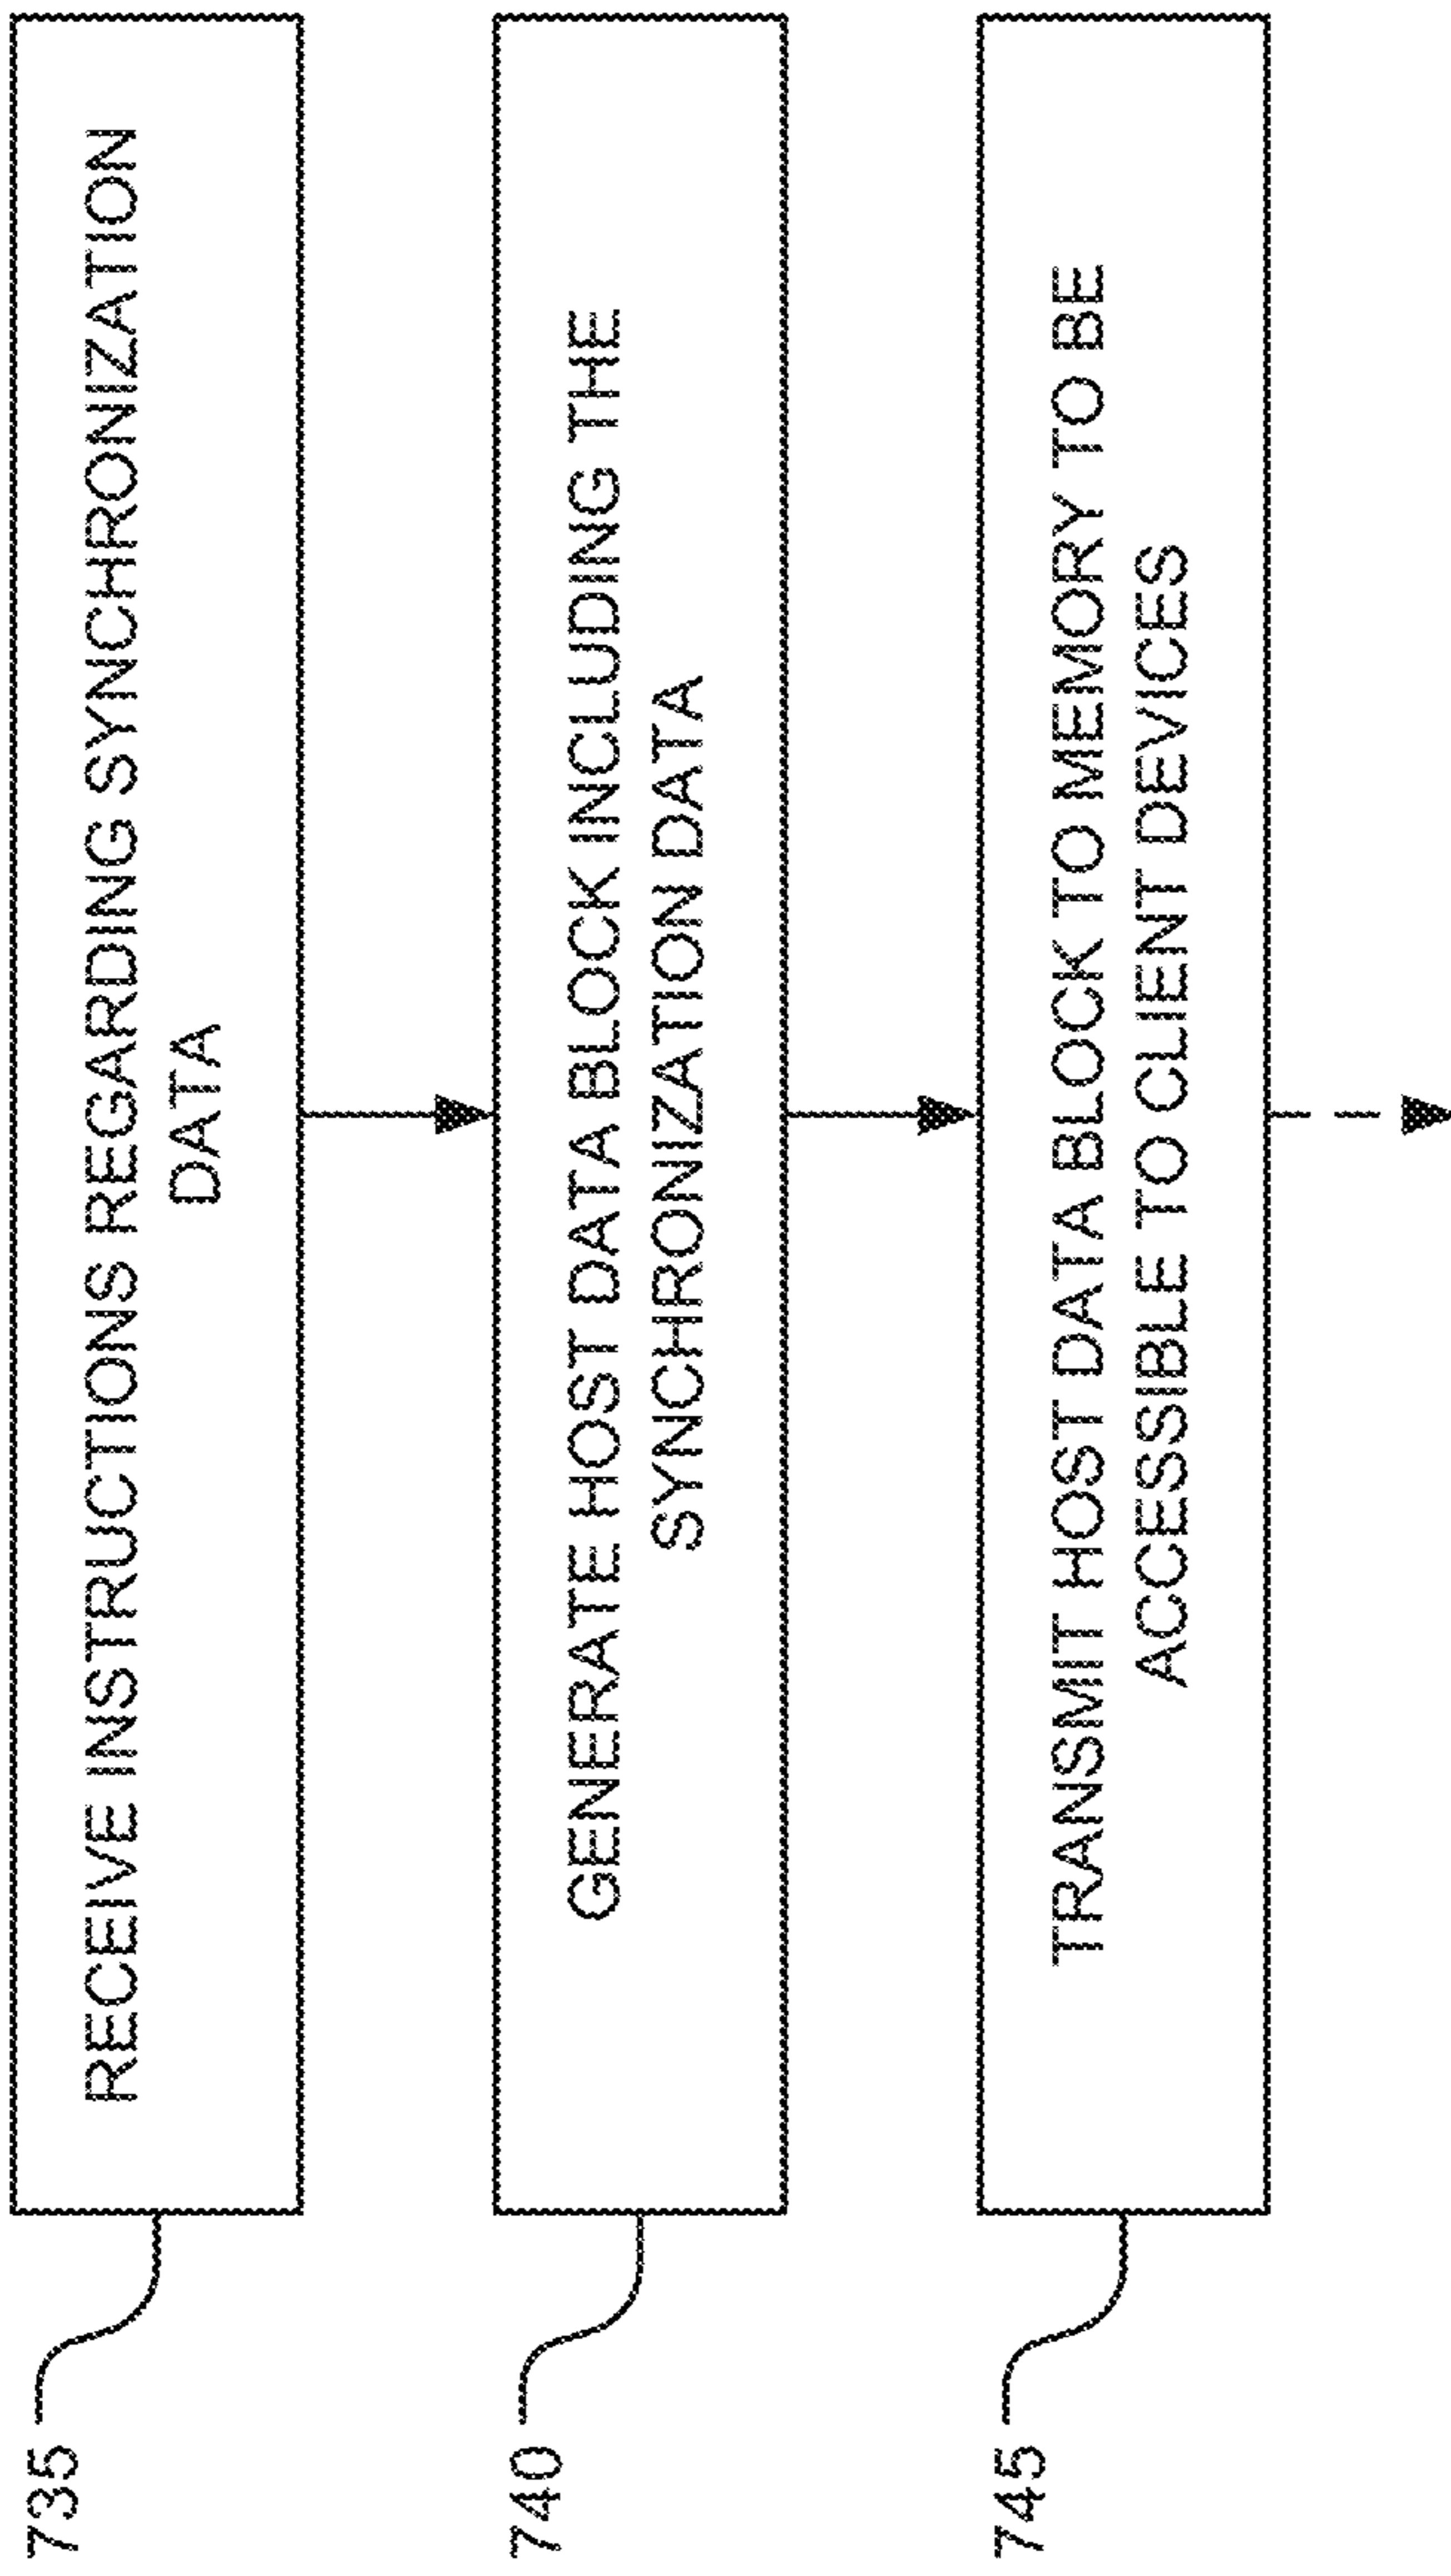 735
RECEIVE INSTRUCTIONS REGARDING SYNCHRONIZATION
DATA
740
GENERATE HOST DATA BLOCK INCLUDING THE
SYNCHRONIZATION DATA
745
TRANSMIT HOST DATA BLOCK TO MEMORY TO BE
ACCESSIBLE TO CLIENT DEVICES